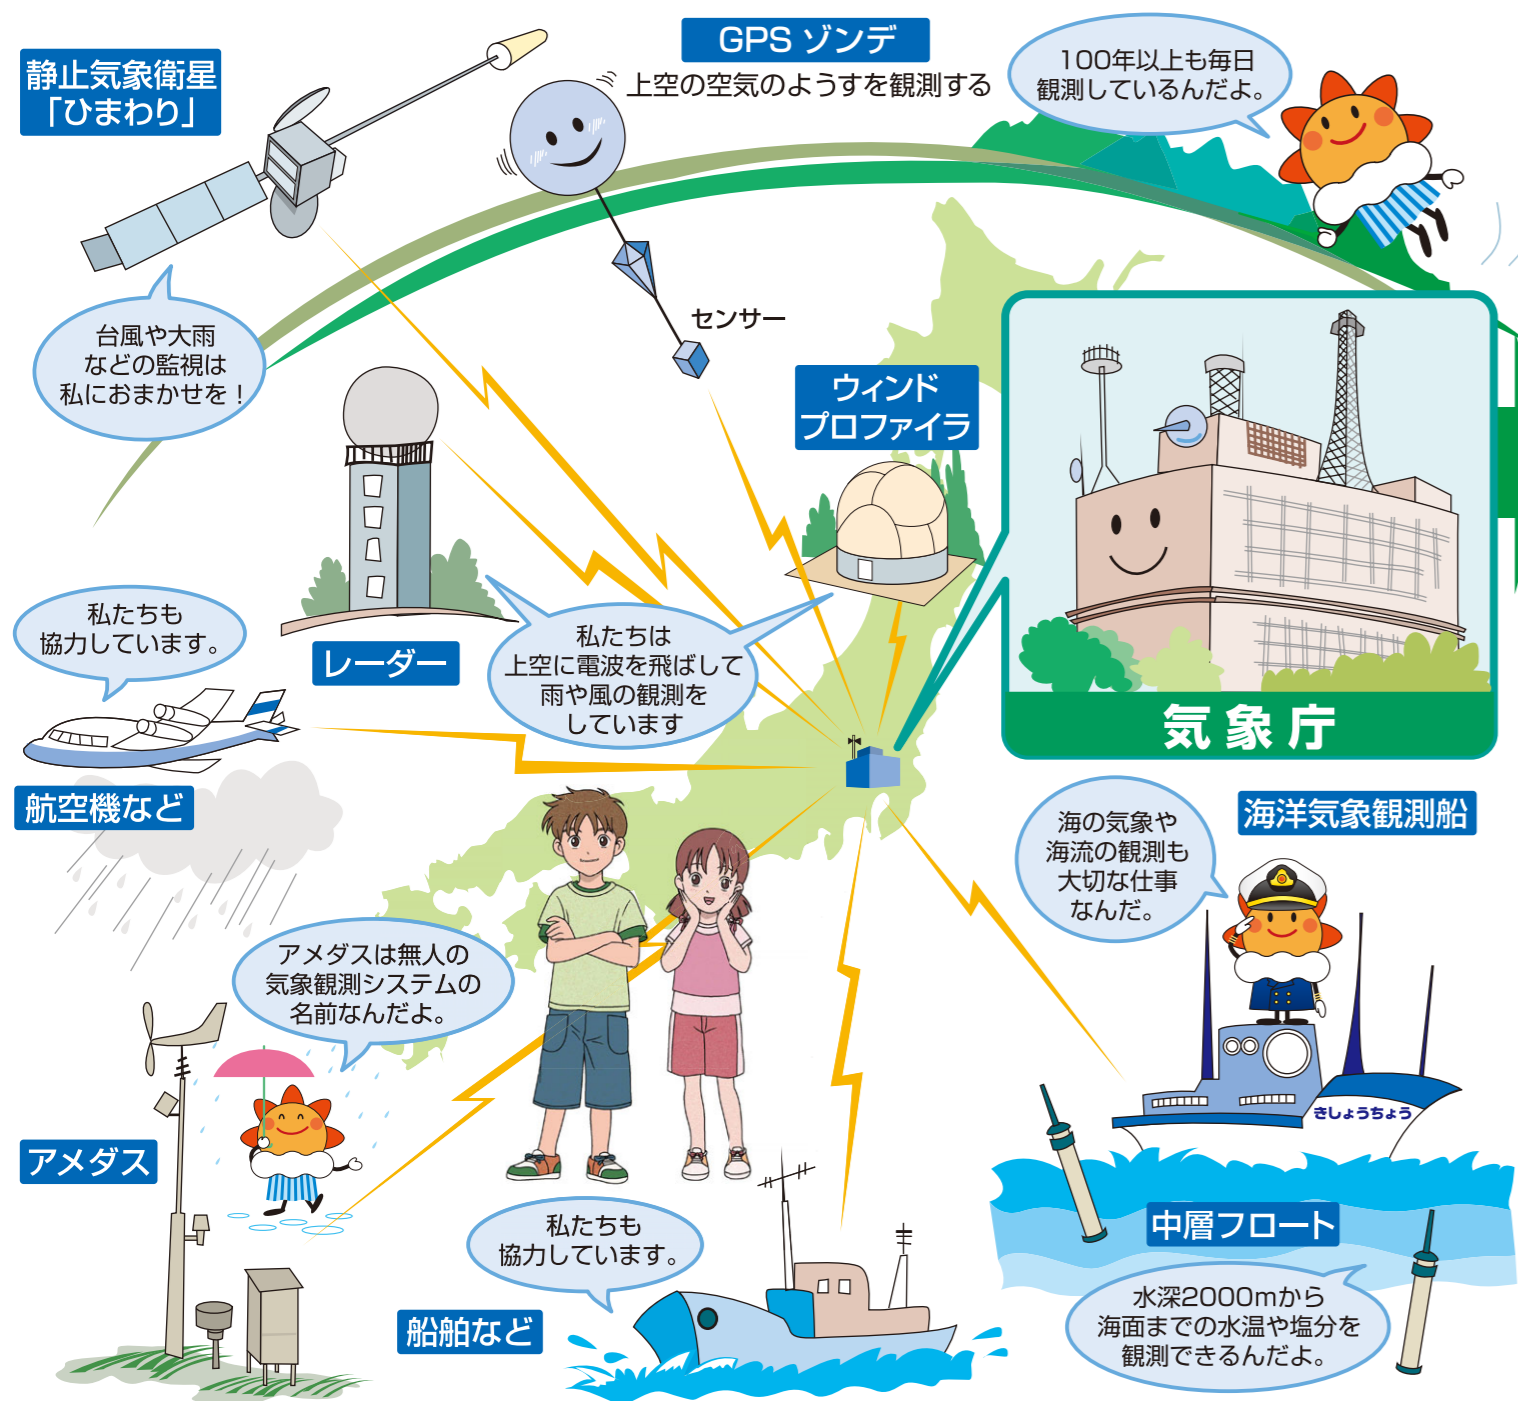 静止気象衛星
「ひまわり」
GPS ゾンデ
上空の空気のようすを観測する
100年以上も毎日
観測しているんだよ。
台風や大雨
などの監視は
私におまかせを！
センサー
ウィンド
プロファイラ
気象庁
私たちも
協力しています。
レーダー
私たちは
上空に電波を飛ばして
雨や風の観測を
しています
航空機など
海の気象や
海流の観測も
大切な仕事
なんだ。
海洋気象観測船
アメダスは無人の
気象観測システムの
名前なんだよ。
きしょうちょう
アメダス
私たちも
協力しています。
船舶など
中層フロート
水深2000mから
海面までの水温や塩分を
観測できるんだよ。